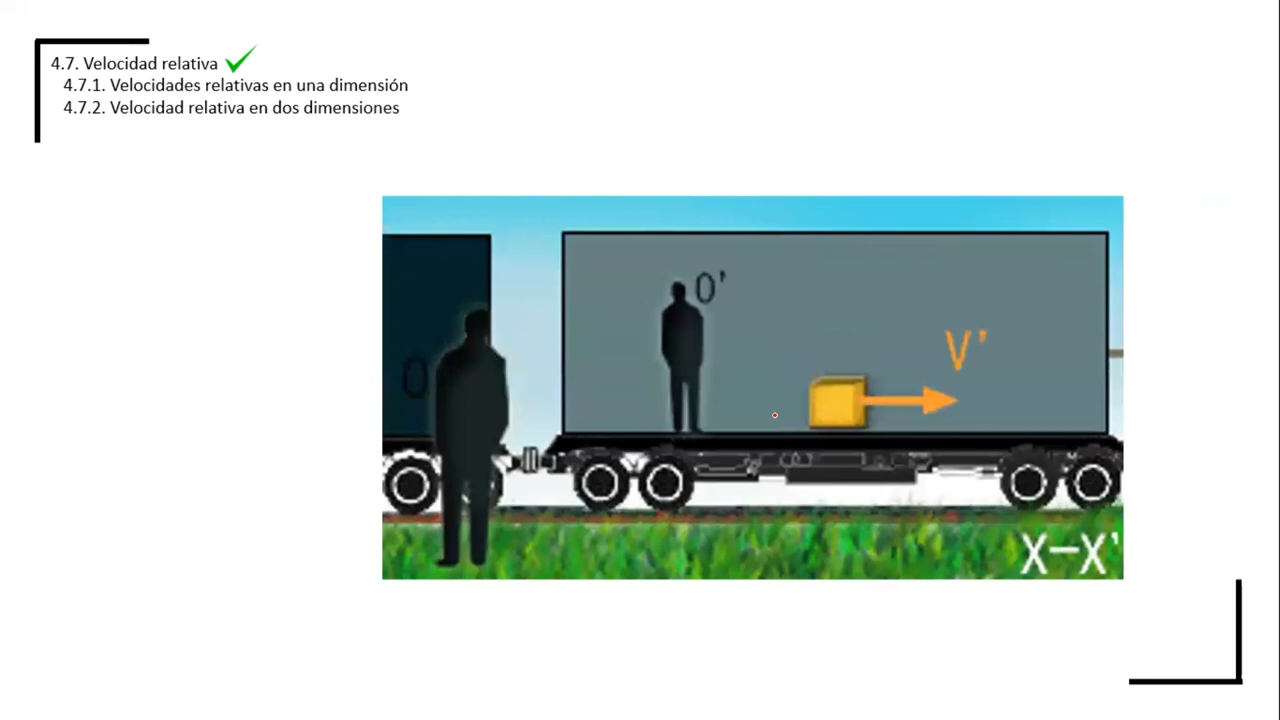 4.7. Velocidad relativa
4.7.1. Velocidades relativas en una dimensión
4.7.2. Velocidad relativa en dos dimensiones
O'
V'
O
X-X'